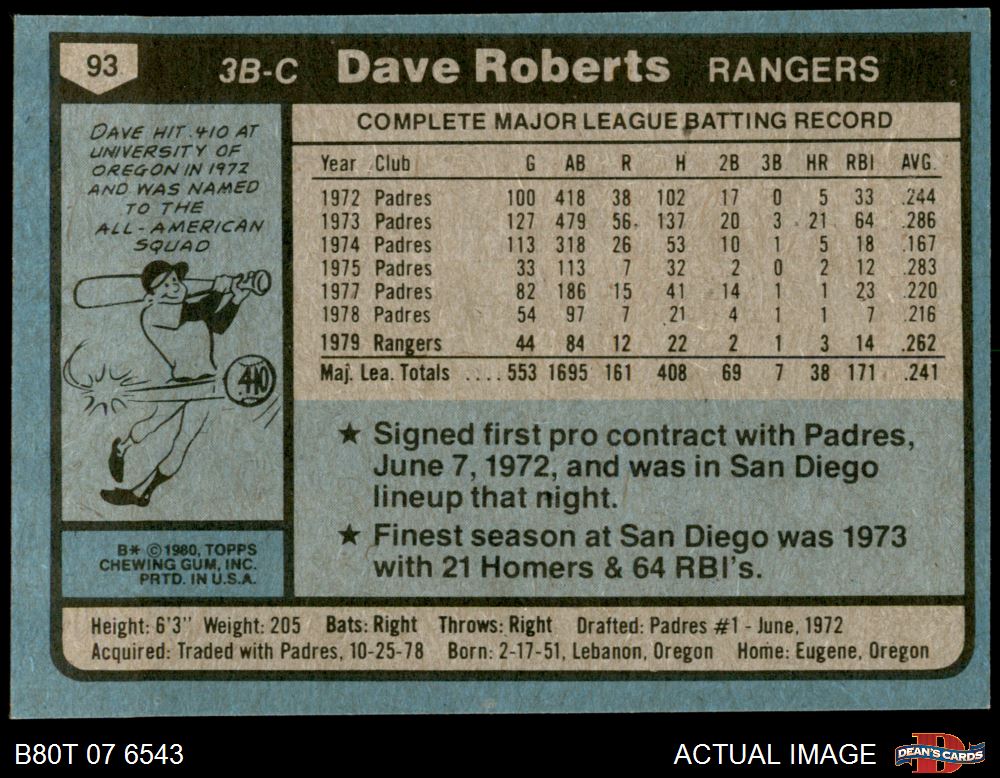 93 3B-C Dave Roberts RANGERS
DAVE HIT .410 AT
UNIVERSITY OF
OREGON IN 1972
AND WAS NAMED
TO THE
ALL-AMERICAN
SQUAD
.410
B* © 1980, TOPPS
CHEWING GUM, INC.
PRTD. IN U.S.A.
COMPLETE MAJOR LEAGUE BATTING RECORD
Year Club G AB R H 2B 3B HR RBI AVG.
1972 Padres 100 418 38 102 17 0 5 33 .244
1973 Padres 127 479 56 137 20 3 21 64 .286
1974 Padres 113 318 26 53 10 1 5 18 .167
1975 Padres 33 113 7 32 2 0 2 12 .283
1977 Padres 82 186 15 41 14 1 1 23 .220
1978 Padres 54 97 7 21 4 1 1 7 .216
1979 Rangers 44 84 12 22 2 1 3 14 .262
Maj. Lea. Totals .... 553 1695 161 408 69 7 38 171 .241
★ Signed first pro contract with Padres,
June 7, 1972, and was in San Diego
lineup that night.
★ Finest season at San Diego was 1973
with 21 Homers & 64 RBI's.
Height: 6'3" Weight: 205 Bats: Right Throws: Right Drafted: Padres #1 - June, 1972
Acquired: Traded with Padres, 10-25-78 Born: 2-17-51, Lebanon, Oregon Home: Eugene, Oregon
B80T 07 6543
ACTUAL IMAGE
D
DEAN'S CARDS